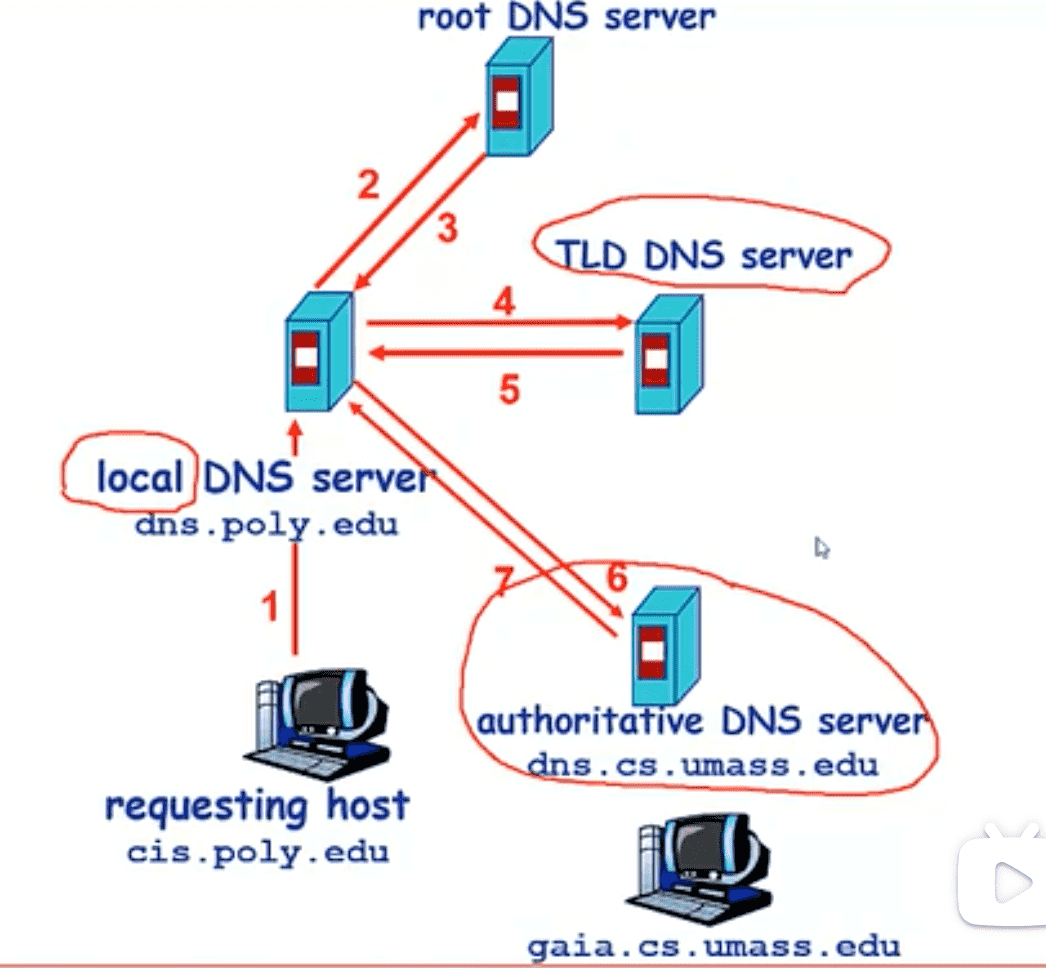 root DNS server
2
3
TLD DNS server
4
5
local DNS server
dns.poly.edu
7
6
1
authoritative DNS server
dns.cs.umass.edu
requesting host
cis.poly.edu
gaia.cs.umass.edu